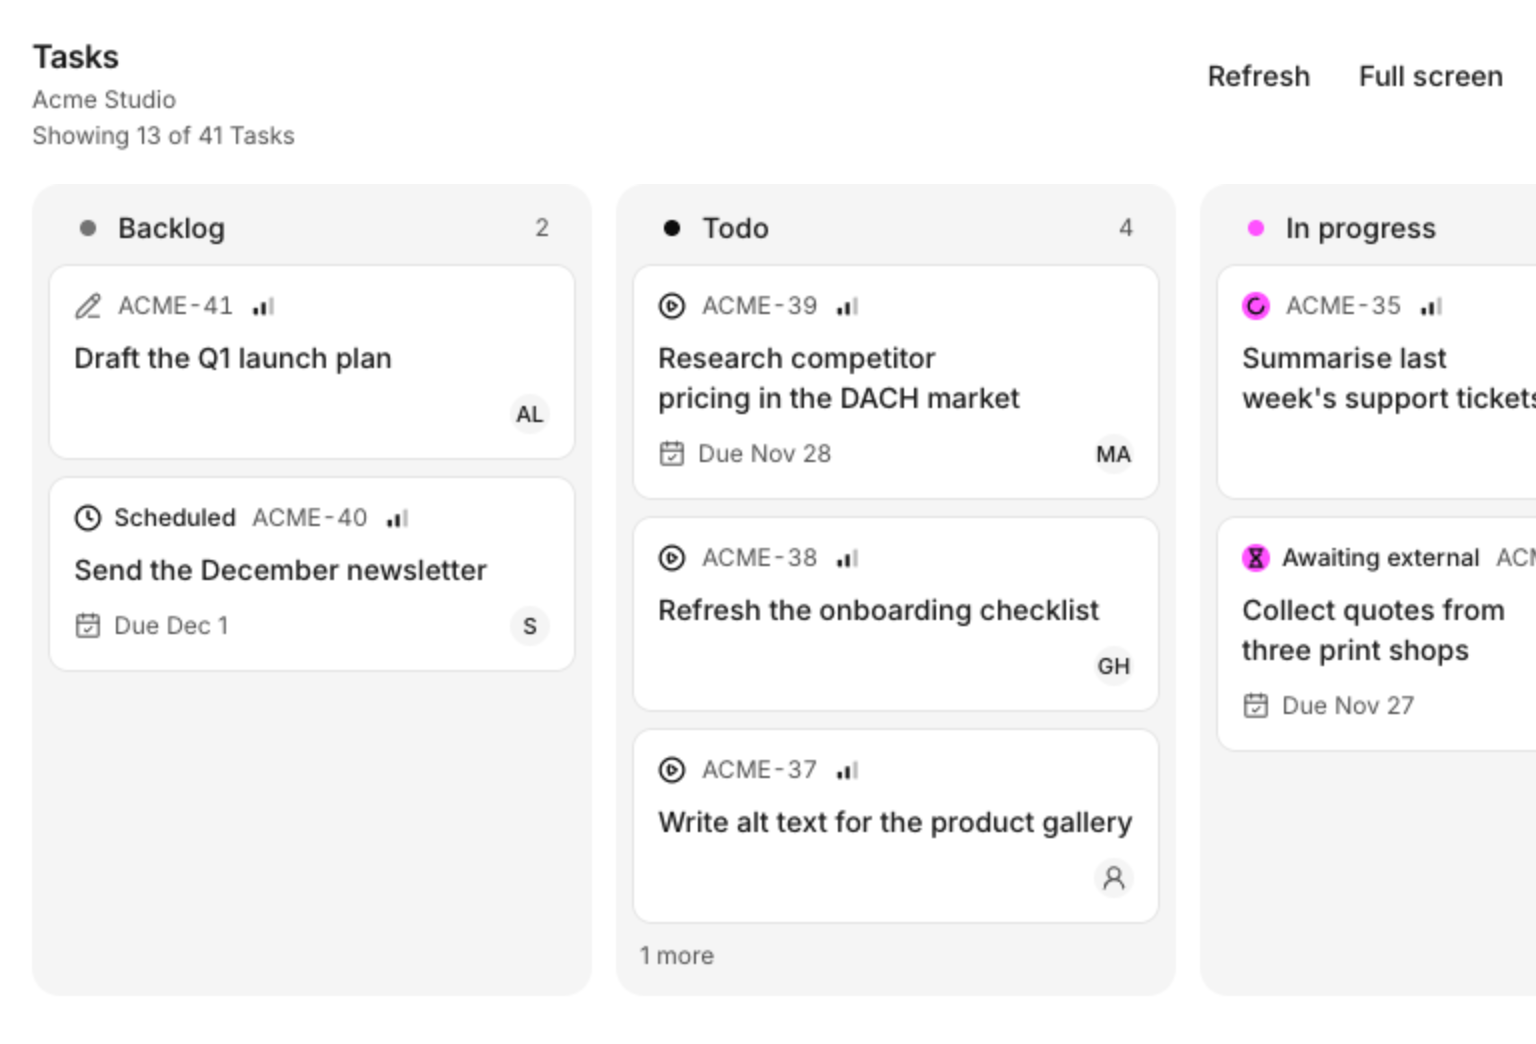 Tasks
Acme Studio
Showing 13 of 41 Tasks
Refresh
Full screen
Backlog
2
ACME-41
Draft the Q1 launch plan
AL
Scheduled ACME-40
Send the December newsletter
Due Dec 1
S
Todo
4
ACME-39
Research competitor
pricing in the DACH market
Due Nov 28
MA
ACME-38
Refresh the onboarding checklist
GH
ACME-37
Write alt text for the product gallery
1 more
In progress
ACME-35
Summarise last
week's support tickets
Awaiting external
Collect quotes from
three print shops
Due Nov 27